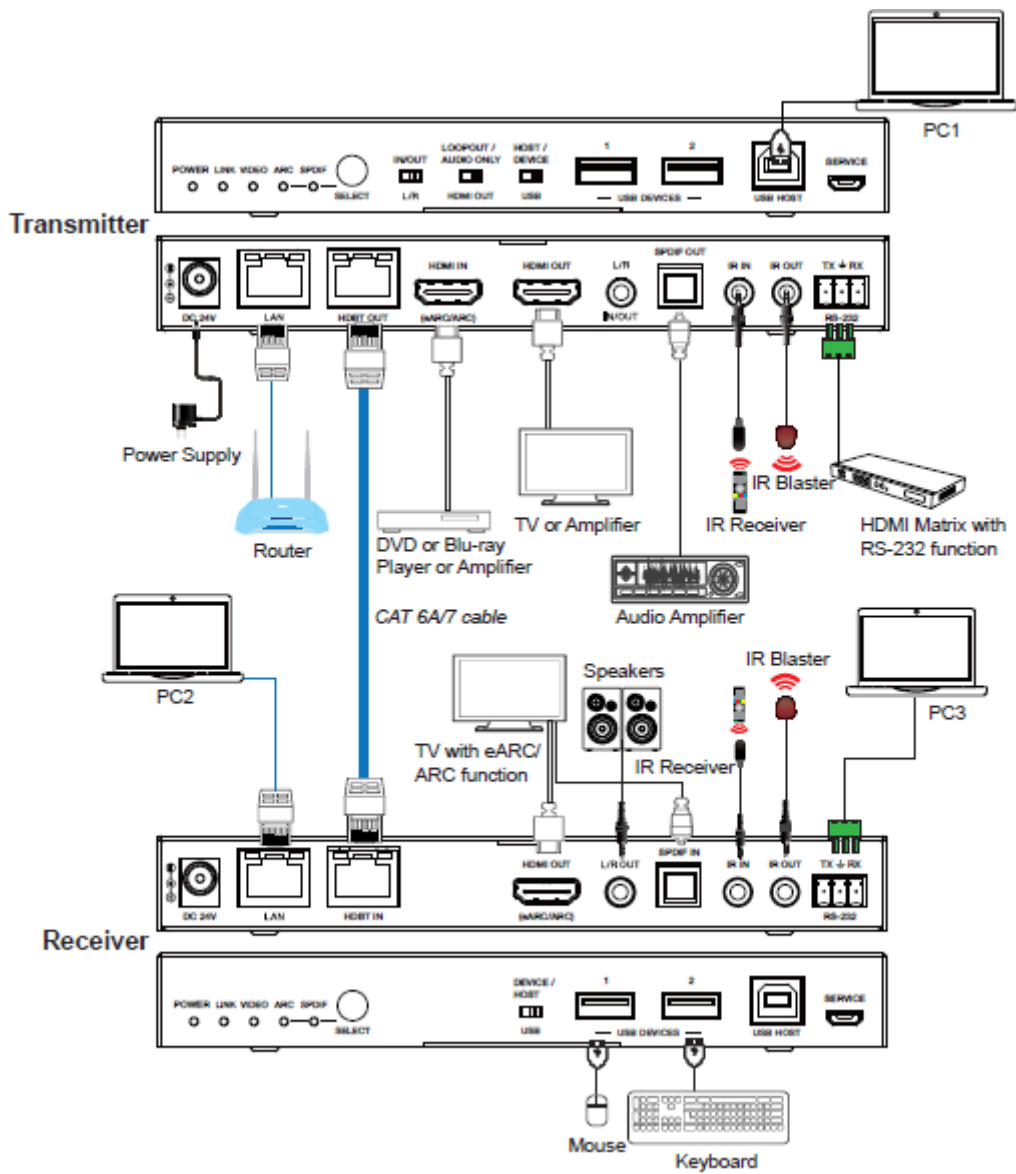 PC1
LOOPOUT / HOST /
IN/OUT AUDIO ONLY DEVICE 1 2
POWER LINK VIDEO ARC SPDIF SERVICE
SELECT L/R HDMI OUT USB USB DEVICES USB HOST
Transmitter
HDMI IN HDMI OUT L/R SPDIF OUT IR IN IR OUT TX RX
DC 24V LAN HDBT OUT (eARC/ARC) IN/OUT RS-232
Power Supply
Router
DVD or Blu-ray
Player or Amplifier
TV or Amplifier
IR Receiver
IR Blaster
HDMI Matrix with
RS-232 function
CAT 6A/7 cable
Audio Amplifier
PC2
TV with eARC/
ARC function
Speakers
IR Receiver
IR Blaster
PC3
HDMI OUT L/R OUT SPDIF IN IR IN IR OUT TX RX
DC 24V LAN HDBT IN (eARC/ARC) RS-232
Receiver
DEVICE /
HOST 1 2
POWER LINK VIDEO ARC SPDIF SERVICE
SELECT USB USB DEVICES USB HOST
Mouse
Keyboard